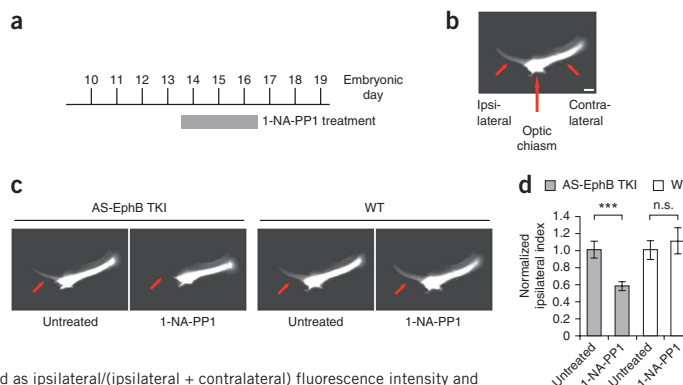 a
10 11 12 13 14 15 16 17 18 19 Embryonic day
1-NA-PP1 treatment
b
Ipsi-
lateral
Optic
chiasm
Contra-
lateral
c
AS-EphB TKI
WT
Untreated
1-NA-PP1
Untreated
1-NA-PP1
d
AS-EphB TKI
***
n.s.
Normalized
ipsilateral index
1.4
1.2
1.0
0.8
0.6
0.4
0.2
0
Untreated
1-NA-PP1
Untreated
1-NA-PP1
as ipsilateral/(ipsilateral + contralateral) fluorescence intensity and